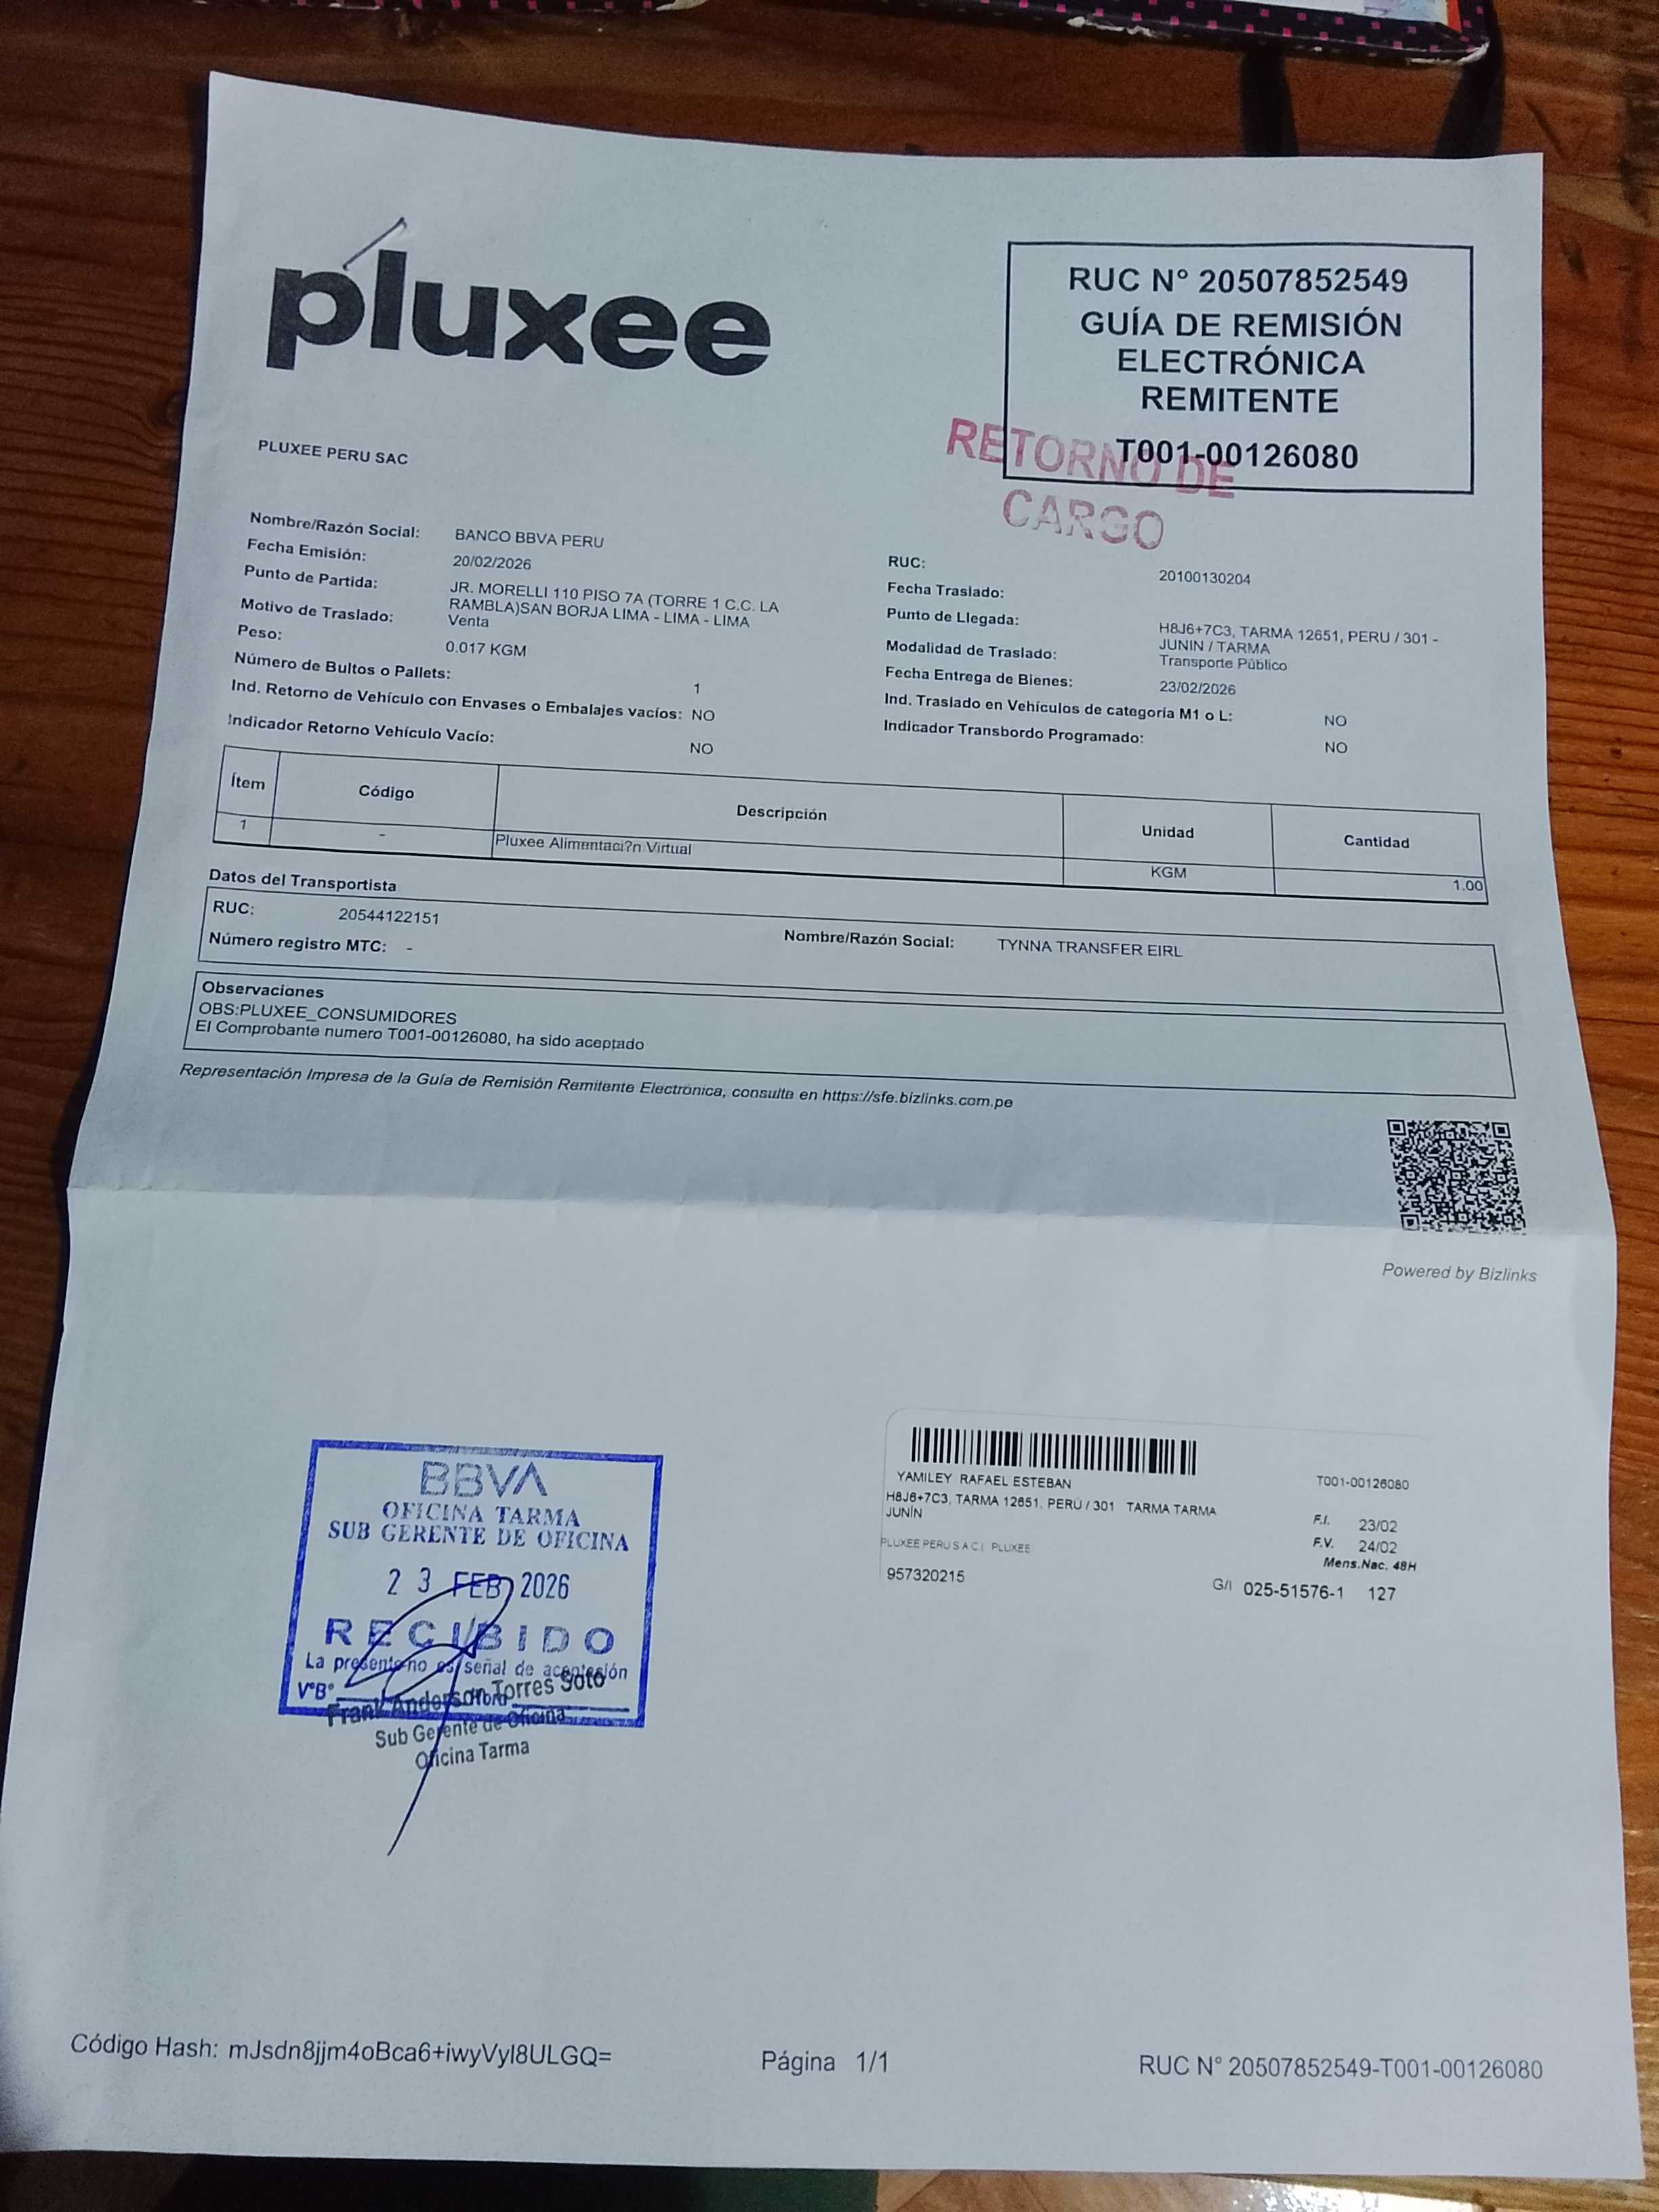 pluxee
RUC N° 20507852549
GUÍA DE REMISIÓN
ELECTRÓNICA
REMITENTE
T001-00126080
RETORNO DE
CARGO
PLUXEE PERU SAC
Nombre/Razón Social: BANCO BBVA PERU
Fecha Emisión: 20/02/2026
Punto de Partida: JR. MORELLI 110 PISO 7A (TORRE 1 C.C. LA
RAMBLA)SAN BORJA LIMA - LIMA - LIMA
Motivo de Traslado: Venta
Peso: 0.017 KGM
Número de Bultos o Pallets: 1
Ind. Retorno de Vehículo con Envases o Embalajes vacíos: NO
Indicador Retorno Vehículo Vacío: NO
RUC: 20100130204
Fecha Traslado:
Punto de Llegada: H8J6+7C3, TARMA 12651, PERU / 301 -
JUNIN / TARMA
Modalidad de Traslado: Transporte Público
Fecha Entrega de Bienes: 23/02/2026
Ind. Traslado en Vehículos de categoría M1 o L: NO
Indicador Transbordo Programado: NO
Ítem Código Descripción Unidad Cantidad
1 - Pluxee Alimentaci?n Virtual KGM 1.00
Datos del Transportista
RUC: 20544122151
Nombre/Razón Social: TYNNA TRANSFER EIRL
Número registro MTC: -
Observaciones
OBS:PLUXEE_CONSUMIDORES
El Comprobante numero T001-00126080, ha sido aceptado
Representación Impresa de la Guía de Remisión Remitente Electrónica, consulte en https://sfe.bizlinks.com.pe
Powered by Bizlinks
BBVA
OFICINA TARMA
SUB GERENTE DE OFICINA
23 FEB 2026
RECIBIDO
La presente no es señal de aceptación
V°B° Hora
Frank Anderson Torres Soto
Sub Gerente de Oficina
Oficina Tarma
YAMILEY RAFAEL ESTEBAN T001-00126080
H8J6+7C3, TARMA 12651, PERÚ / 301 TARMA TARMA
JUNÍN
F.I. 23/02
F.V. 24/02
PLUXEE PERU S A C ( PLUXEE
Mens.Nac. 48H
957320215
G/I 025-51576-1 127
Código Hash: mJsdn8jjm4oBca6+iwyVyl8ULGQ=
Página 1/1
RUC N° 20507852549-T001-00126080